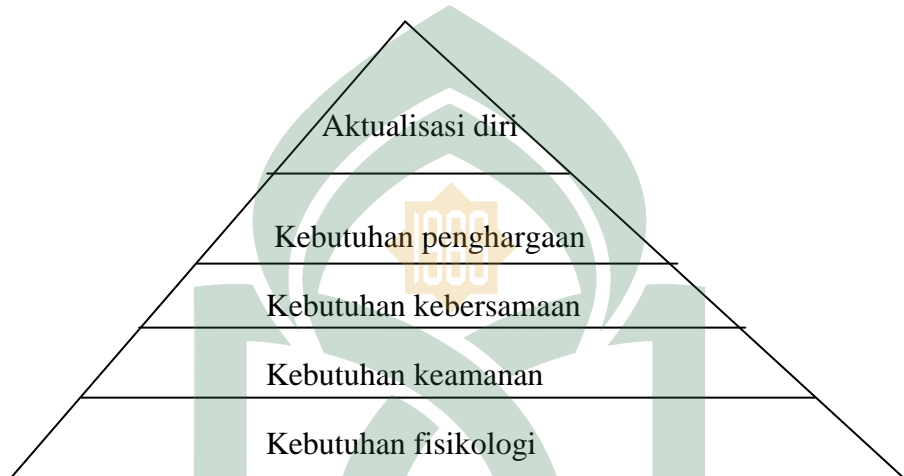 Aktualisasi diri
Kebutuhan penghargaan
Kebutuhan kebersamaan
Kebutuhan keamanan
Kebutuhan fisikologi